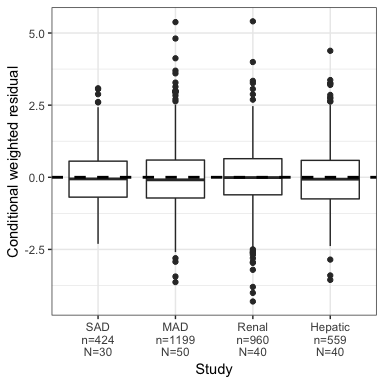 Conditional weighted residual
5.0
2.5
0.0
-2.5
SAD MAD Renal Hepatic
n=424 n=1199 n=960 n=559
N=30 N=50 N=40 N=40
Study